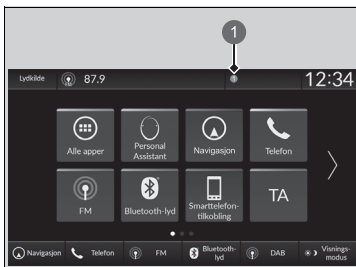 1
Lydkilde 87.9 12:34
Alle apper
Personal
Assistant
Navigasjon
Telefon
FM
Bluetooth-lyd
Smarttelefon-
tilkobling
TA
Navigasjon Telefon FM Bluetooth-
lyd
DAB Visnings-
modus